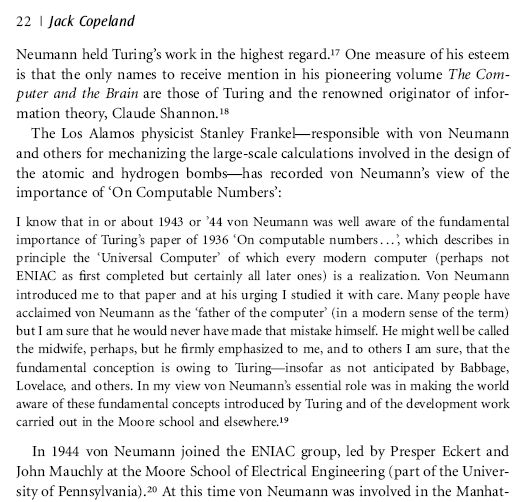 22 | Jack Copeland
Neumann held Turing's work in the highest regard.¹⁷ One measure of his esteem
is that the only names to receive mention in his pioneering volume The Com-
puter and the Brain are those of Turing and the renowned originator of infor-
mation theory, Claude Shannon.¹⁸
The Los Alamos physicist Stanley Frankel—responsible with von Neumann
and others for mechanizing the large-scale calculations involved in the design of
the atomic and hydrogen bombs—has recorded von Neumann's view of the
importance of 'On Computable Numbers':
I know that in or about 1943 or '44 von Neumann was well aware of the fundamental
importance of Turing's paper of 1936 'On computable numbers . . .', which describes in
principle the 'Universal Computer' of which every modern computer (perhaps not
ENIAC as first completed but certainly all later ones) is a realization. Von Neumann
introduced me to that paper and at his urging I studied it with care. Many people have
acclaimed von Neumann as the 'father of the computer' (in a modern sense of the term)
but I am sure that he would never have made that mistake himself. He might well be called
the midwife, perhaps, but he firmly emphasized to me, and to others I am sure, that the
fundamental conception is owing to Turing—insofar as not anticipated by Babbage,
Lovelace, and others. In my view von Neumann's essential role was in making the world
aware of these fundamental concepts introduced by Turing and of the development work
carried out in the Moore school and elsewhere.¹⁹
In 1944 von Neumann joined the ENIAC group, led by Presper Eckert and
John Mauchly at the Moore School of Electrical Engineering (part of the Univer-
sity of Pennsylvania).²⁰ At this time von Neumann was involved in the Manhat-